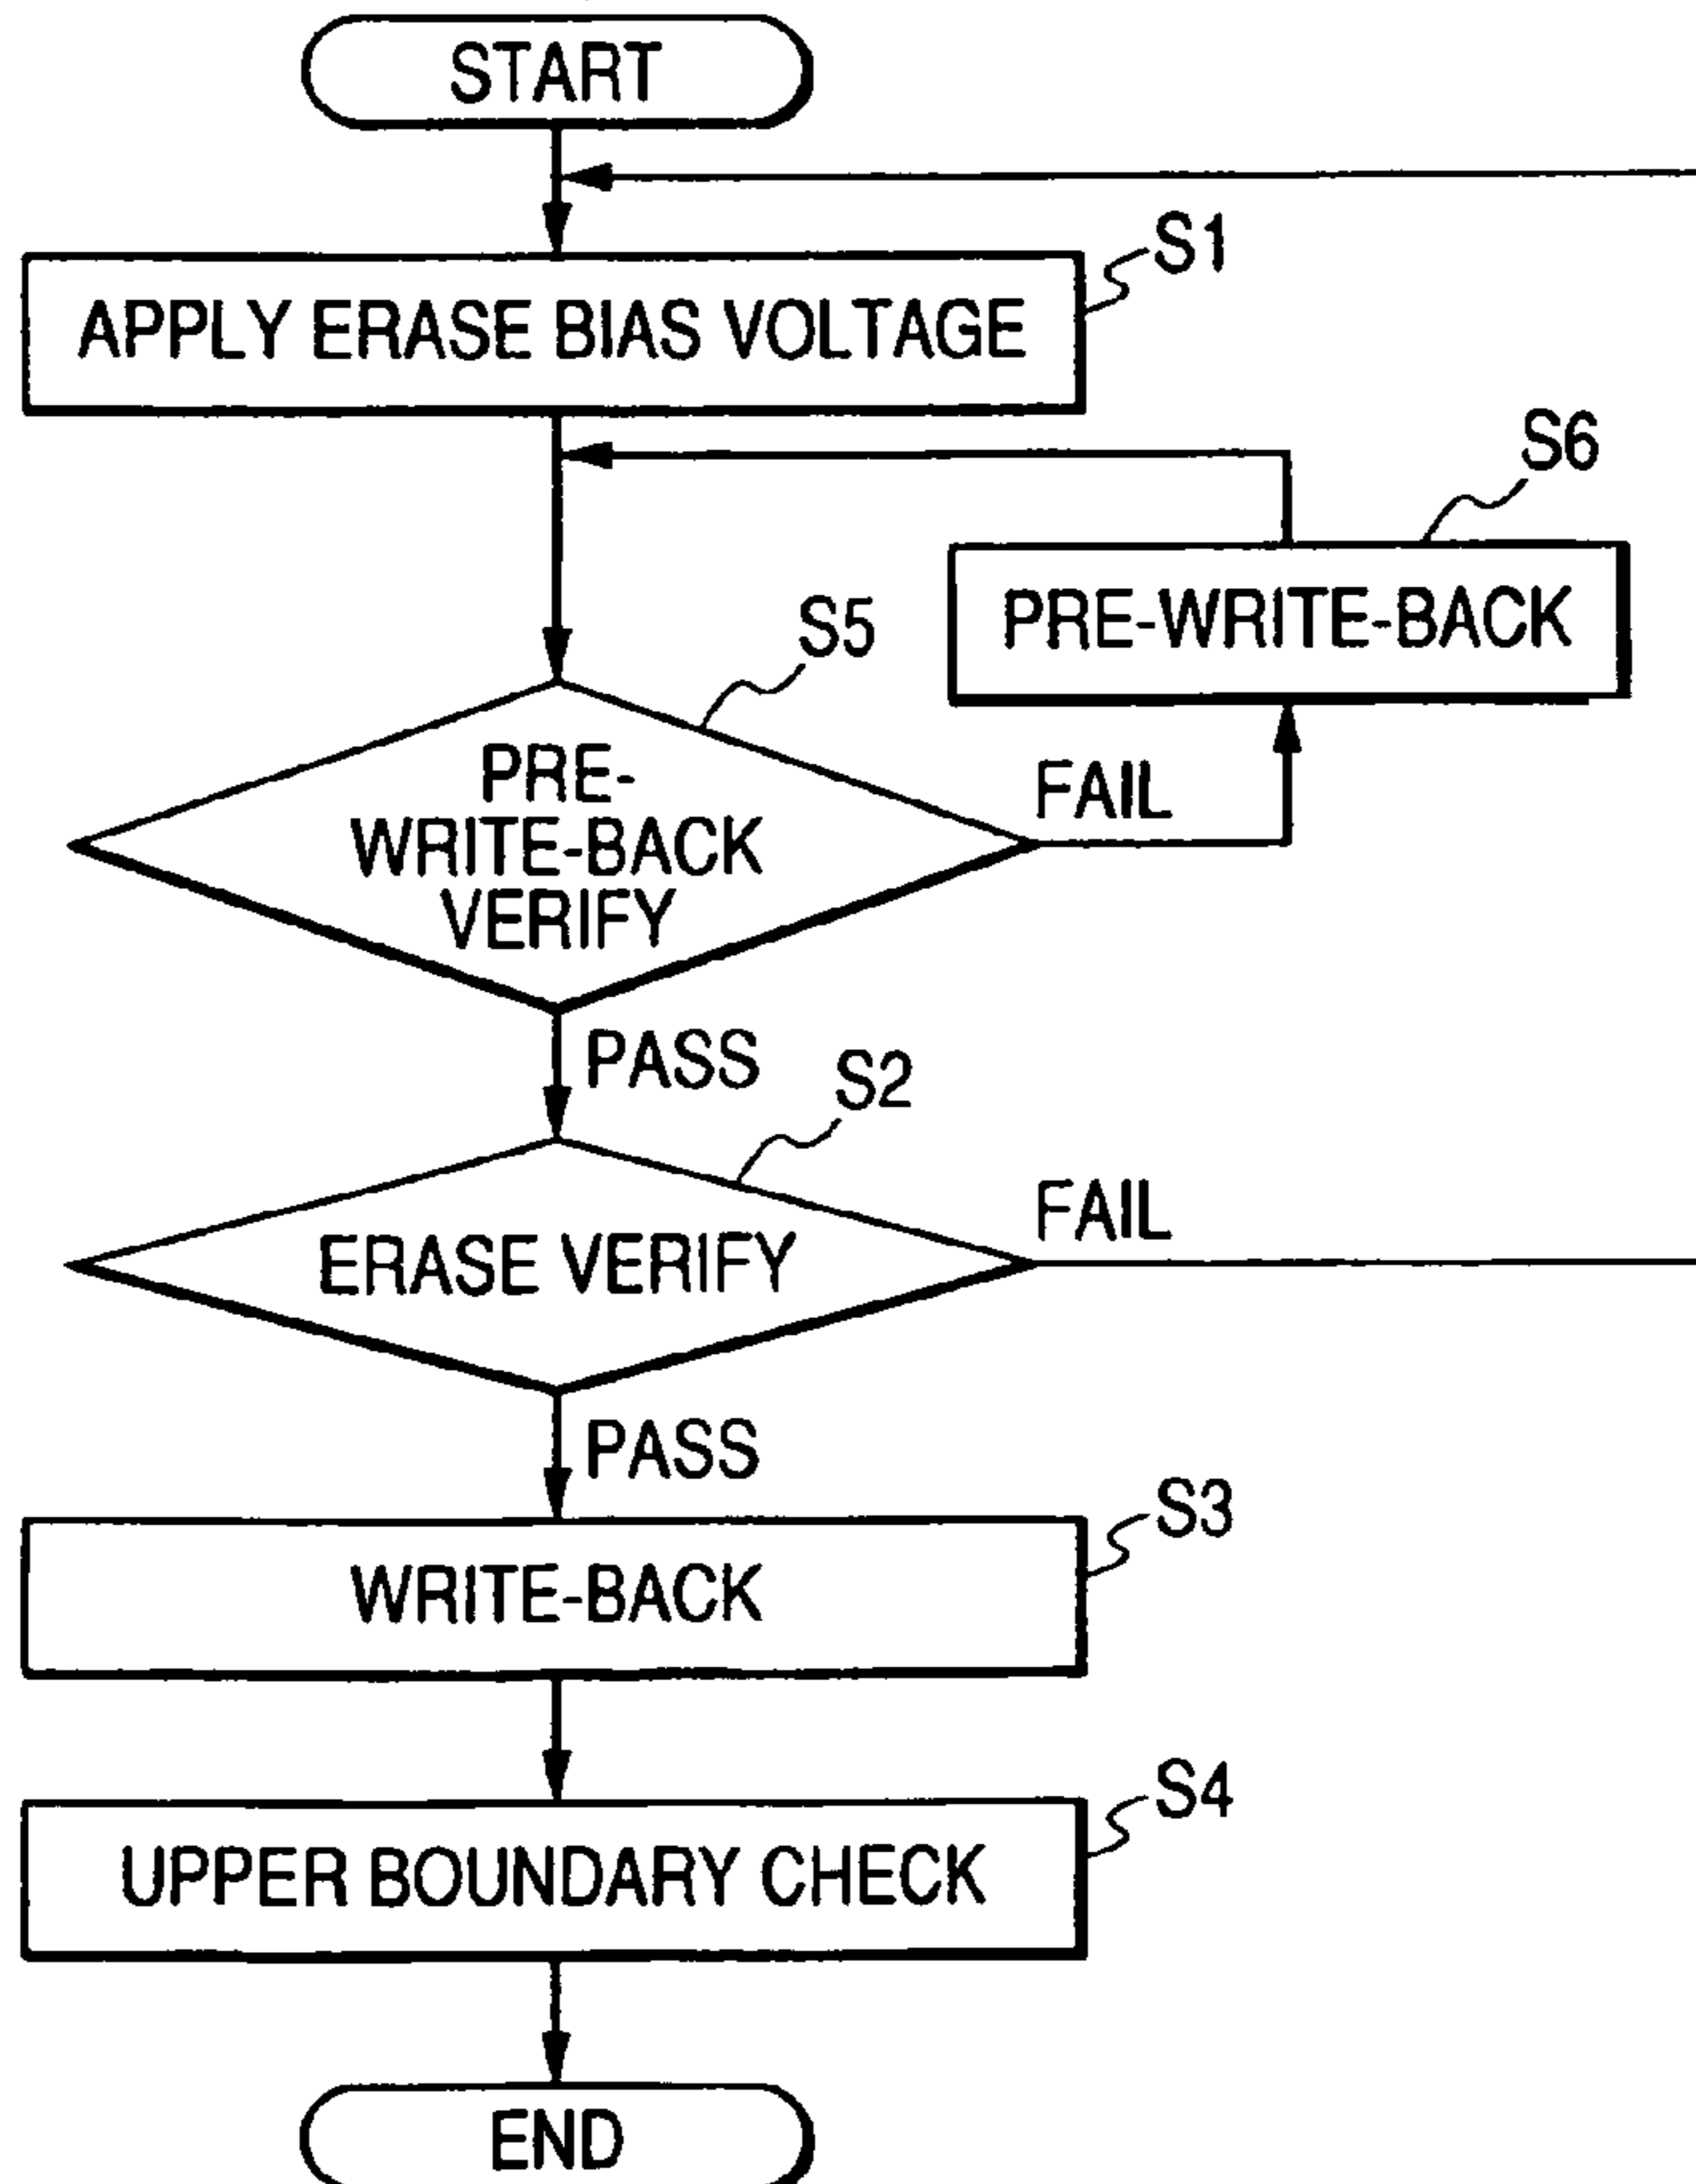 START
S1
APPLY ERASE BIAS VOLTAGE
S6
PRE-WRITE-BACK
S5
PRE-
WRITE-BACK
VERIFY
FAIL
PASS
S2
ERASE VERIFY
FAIL
PASS
S3
WRITE-BACK
S4
UPPER BOUNDARY CHECK
END